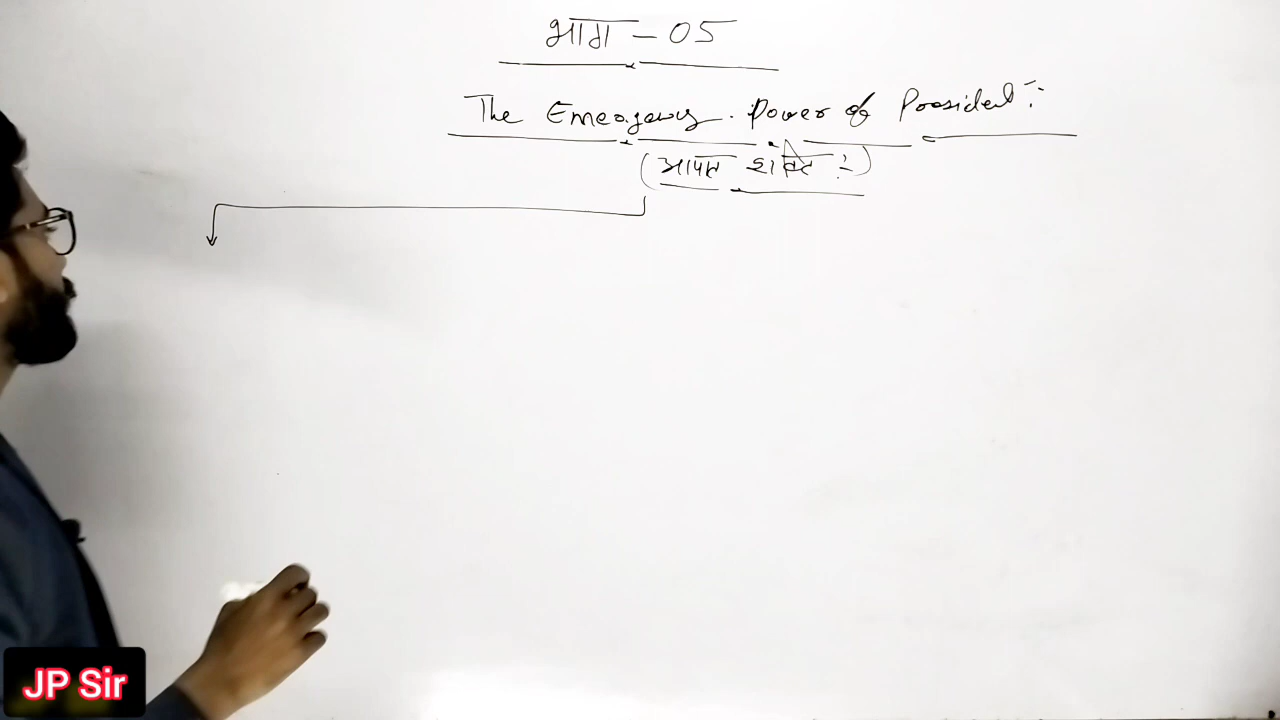 भाग - 05
The Emergency Power of President :-
(आपात शक्ति :-)
JP Sir